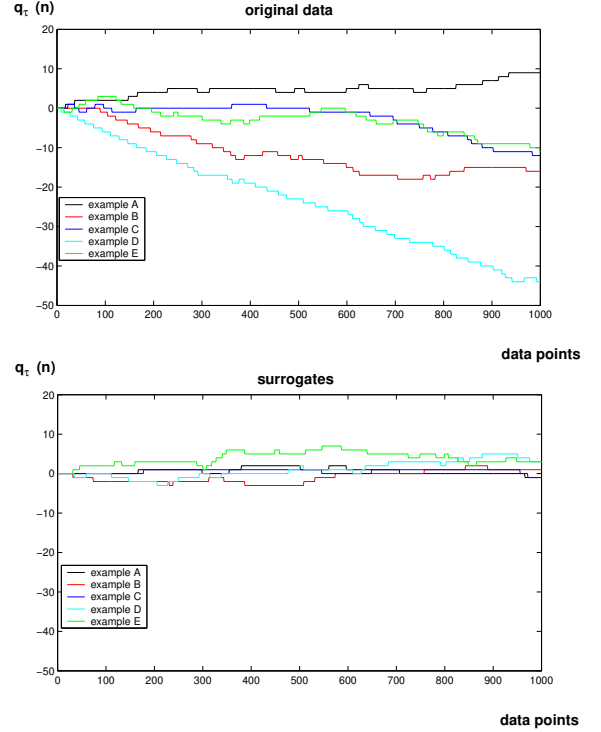 q_τ (n)
original data
20
10
0
−10
−20
−30
−40
−50
example A
example B
example C
example D
example E
0 100 200 300 400 500 600 700 800 900 1000
data points
q_τ (n)
surrogates
20
10
0
−10
−20
−30
−40
−50
example A
example B
example C
example D
example E
0 100 200 300 400 500 600 700 800 900 1000
data points